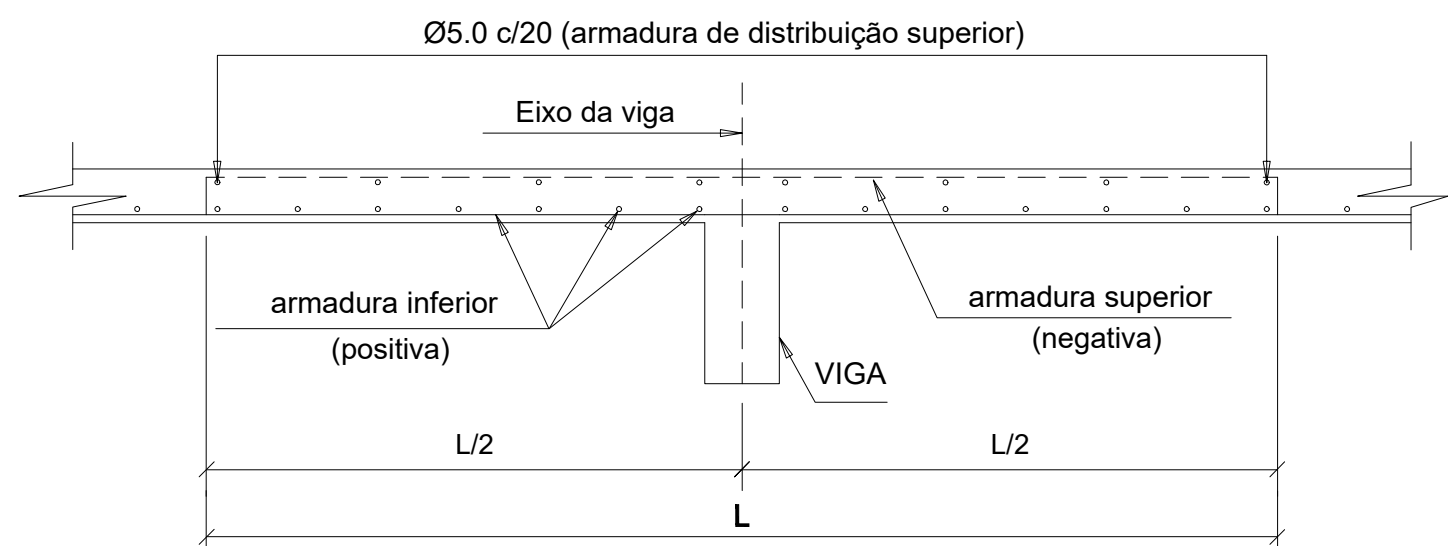 Ø5.0 c/20 (armadura de distribuição superior)
Eixo da viga
armadura inferior
(positiva)
armadura superior
(negativa)
VIGA
L/2
L/2
L